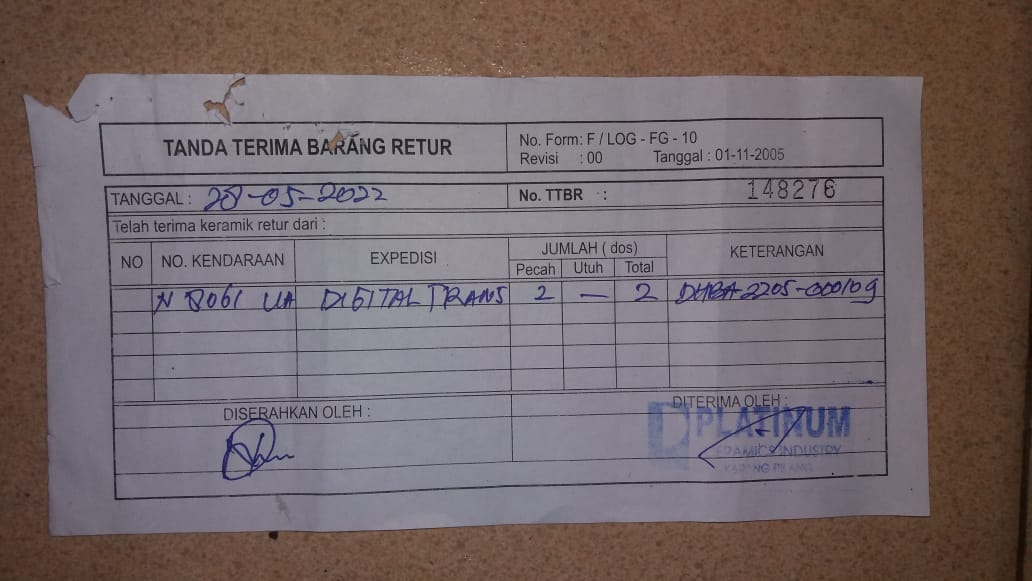 TANDA TERIMA BARANG RETUR
No. Form: F / LOG - FG - 10
Revisi : 00 Tanggal : 01-11-2005
TANGGAL : 28-05-2022
No. TTBR : 148276
Telah terima keramik retur dari :
NO NO. KENDARAAN EXPEDISI JUMLAH ( dos ) KETERANGAN
Pecah Utuh Total
N 8061 UA DIGITAL TRANS 2 — 2 DHBA 2205-000109
DISERAHKAN OLEH :
DITERIMA OLEH :
PLATINUM
CERAMICS INDUSTRY
KARANG PILANG